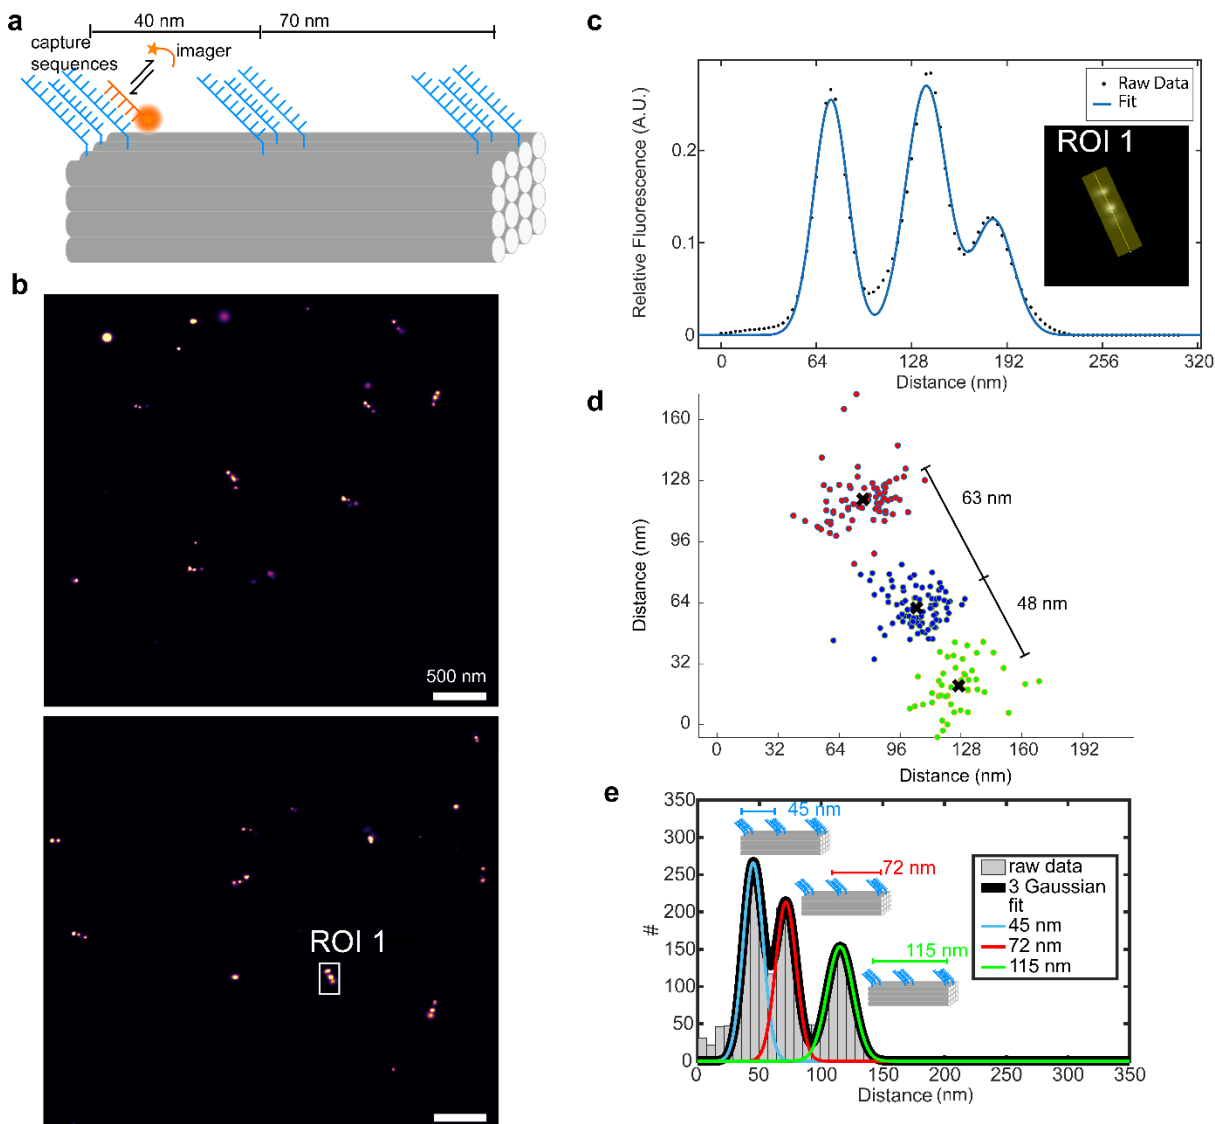 a
40 nm
70 nm
capture
sequences
imager
b
500 nm
ROI 1
c
Relative Fluorescence (A.U.)
0.2
0.1
0
Raw Data
Fit
ROI 1
0 64 128 192 256 320
Distance (nm)
d
Distance (nm)
160
128
96
64
32
0
63 nm
48 nm
0 32 64 96 128 160 192
Distance (nm)
e
#
350
300
250
200
150
100
50
0
45 nm
72 nm
115 nm
raw data
3 Gaussian
fit
45 nm
72 nm
115 nm
0 50 100 150 200 250 300 350
Distance (nm)